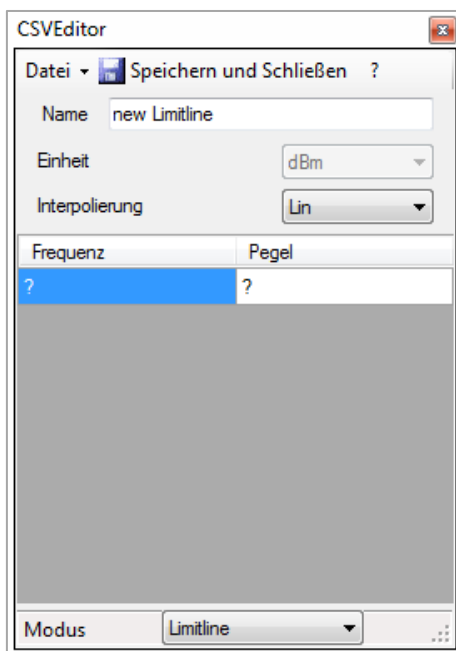 CSVEditor
Datei Speichern und Schließen ?
Name new Limitline
Einheit dBm
Interpolierung Lin
Frequenz Pegel
? ?
Modus Limitline